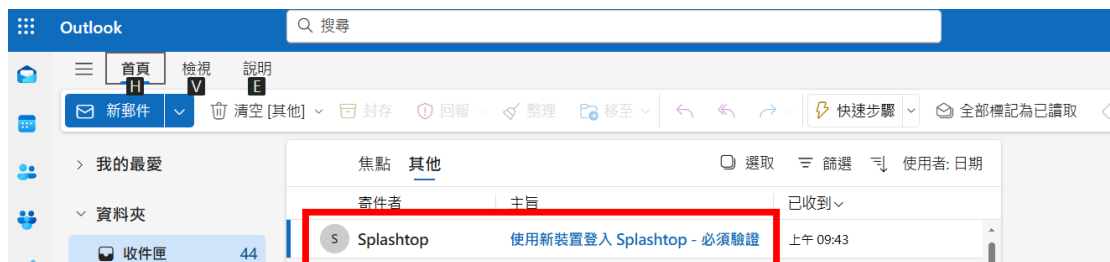 Outlook
搜尋
首頁 檢視 說明
H V E
新郵件 清空 [其他] 封存 回報 整理 移至 快速步驟 全部標記為已讀取
我的最愛
焦點 其他 選取 篩選 使用者: 日期
資料夾
寄件者 主旨 已收到
收件匣 44
S Splashtop 使用新裝置登入 Splashtop - 必須驗證 上午 09:43